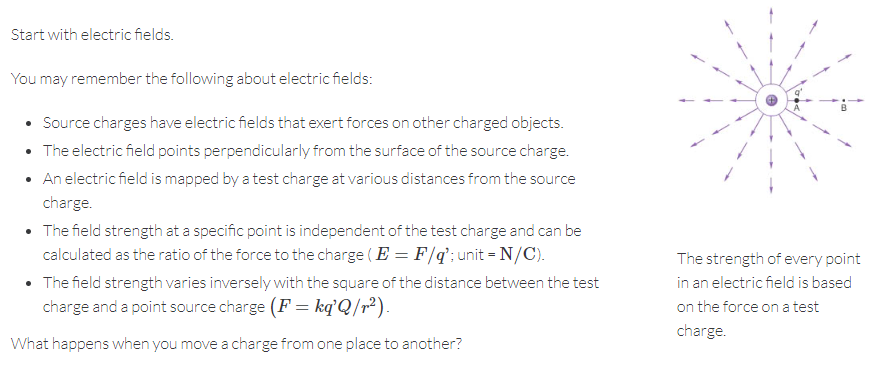 Start with electric fields.
You may remember the following about electric fields:
• Source charges have electric fields that exert forces on other charged objects.
• The electric field points perpendicularly from the surface of the source charge.
• An electric field is mapped by a test charge at various distances from the source
charge.
• The field strength at a specific point is independent of the test charge and can be
calculated as the ratio of the force to the charge ( E = F/q'; unit = N/C).
• The field strength varies inversely with the square of the distance between the test
charge and a point source charge (F = kq'Q/r²).
What happens when you move a charge from one place to another?
+
q'
A
B
The strength of every point
in an electric field is based
on the force on a test
charge.